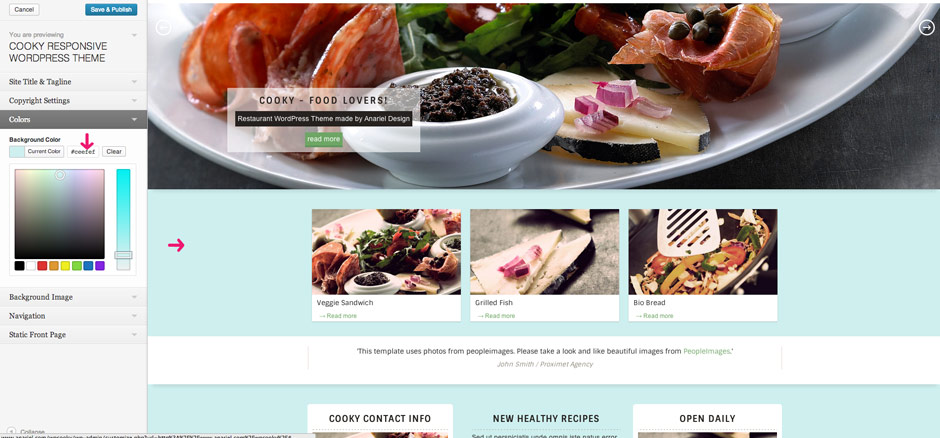 Cancel
Save & Publish
You are previewing
COOKY RESPONSIVE
WORDPRESS THEME
Site Title & Tagline
Copyright Settings
Colors
Background Color
Current Color
#ceeeef
Clear
Background Image
Navigation
Static Front Page
Collapse
COOKY - FOOD LOVERS!
Restaurant WordPress Theme made by Anariel Design
read more
Veggie Sandwich
→ Read more
Grilled Fish
→ Read more
Bio Bread
→ Read more
'This template uses photos from peopleimages. Please take a look and like beautiful images from PeopleImages.'
John Smith / Proximet Agency
COOKY CONTACT INFO
NEW HEALTHY RECIPES
Sed ut perspiciatis unde omnis iste natus error
OPEN DAILY